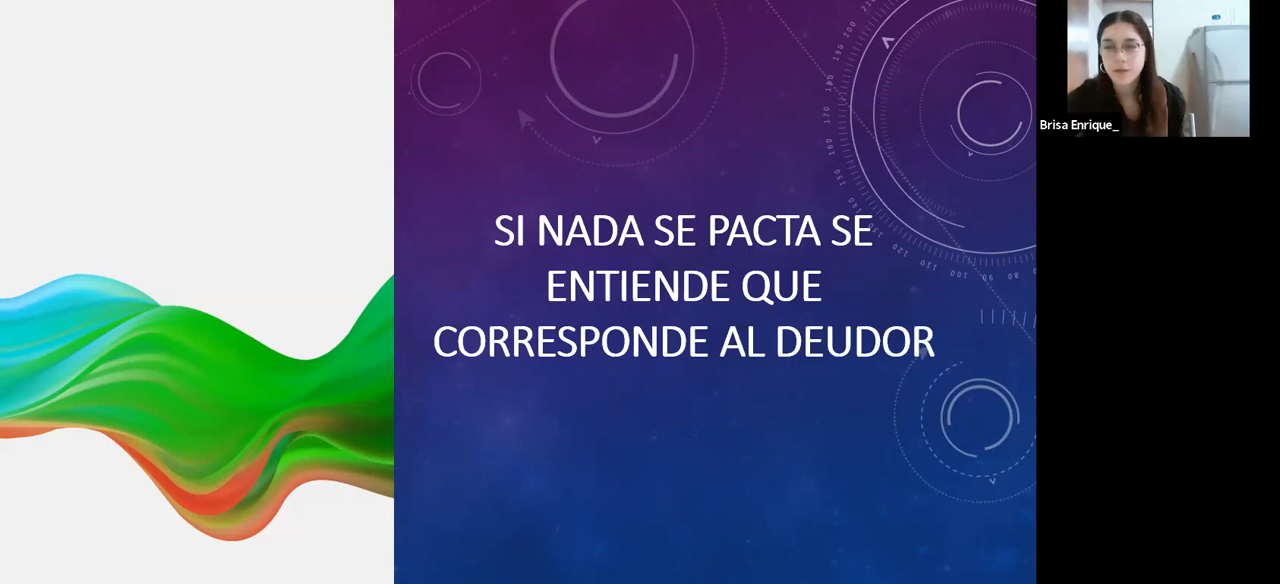 SI NADA SE PACTA SE
ENTIENDE QUE
CORRESPONDE AL DEUDOR
Brisa Enrique_